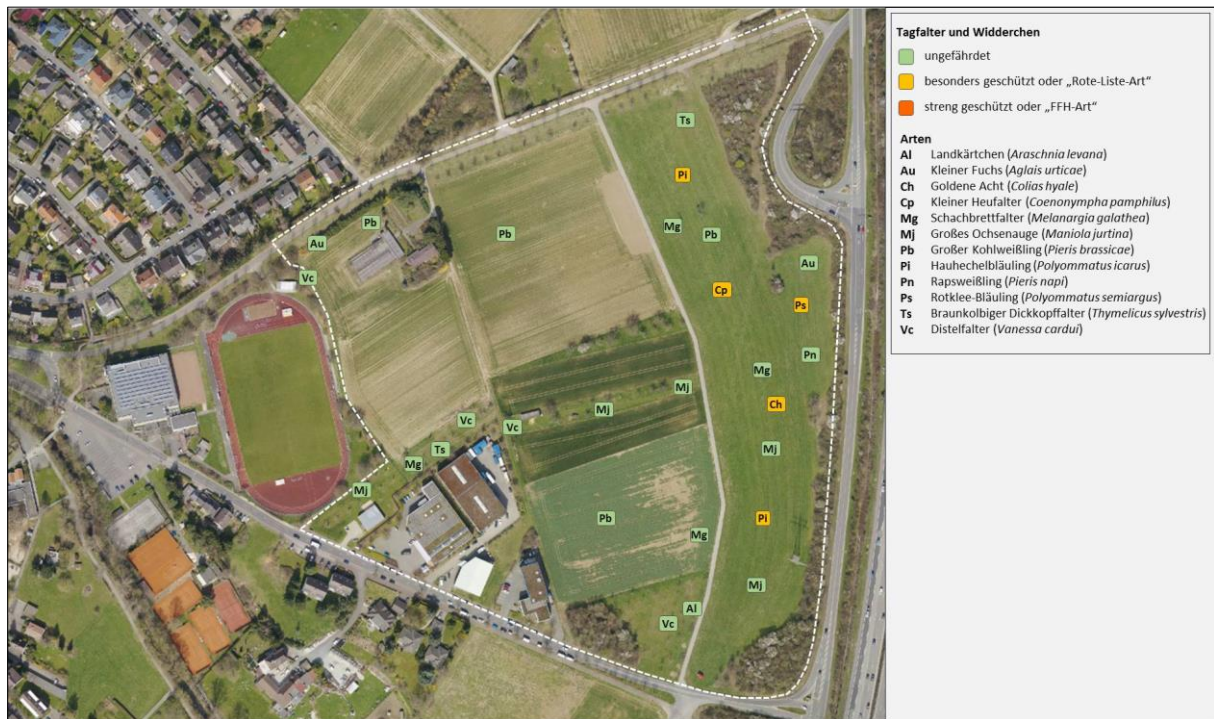 Tagfalter und Widderchen
ungefährdet
besonders geschützt oder „Rote-Liste-Art“
streng geschützt oder „FFH-Art“
Arten
Al Landkärtchen (Araschnia levana)
Au Kleiner Fuchs (Aglais urticae)
Ch Goldene Acht (Colias hyale)
Cp Kleiner Heufalter (Coenonympha pamphilus)
Mg Schachbrettfalter (Melanargia galathea)
Mj Großes Ochsenauge (Maniola jurtina)
Pb Großer Kohlweißling (Pieris brassicae)
Pi Hauhechelbläuling (Polyommatus icarus)
Pn Rapsweißling (Pieris napi)
Ps Rotklee-Bläuling (Polyommatus semiargus)
Ts Braunkolbiger Dickkopffalter (Thymelicus sylvestris)
Vc Distelfalter (Vanessa cardui)
Ts
Pi
Pb
Mg
Pb
Pb
Au
Au
Vc
Cp
Ps
Pn
Mg
Mj
Ch
Mj
Vc
Vc
Ts
Mj
Mg
Mj
Pb
Pi
Mg
Mj
Al
Vc